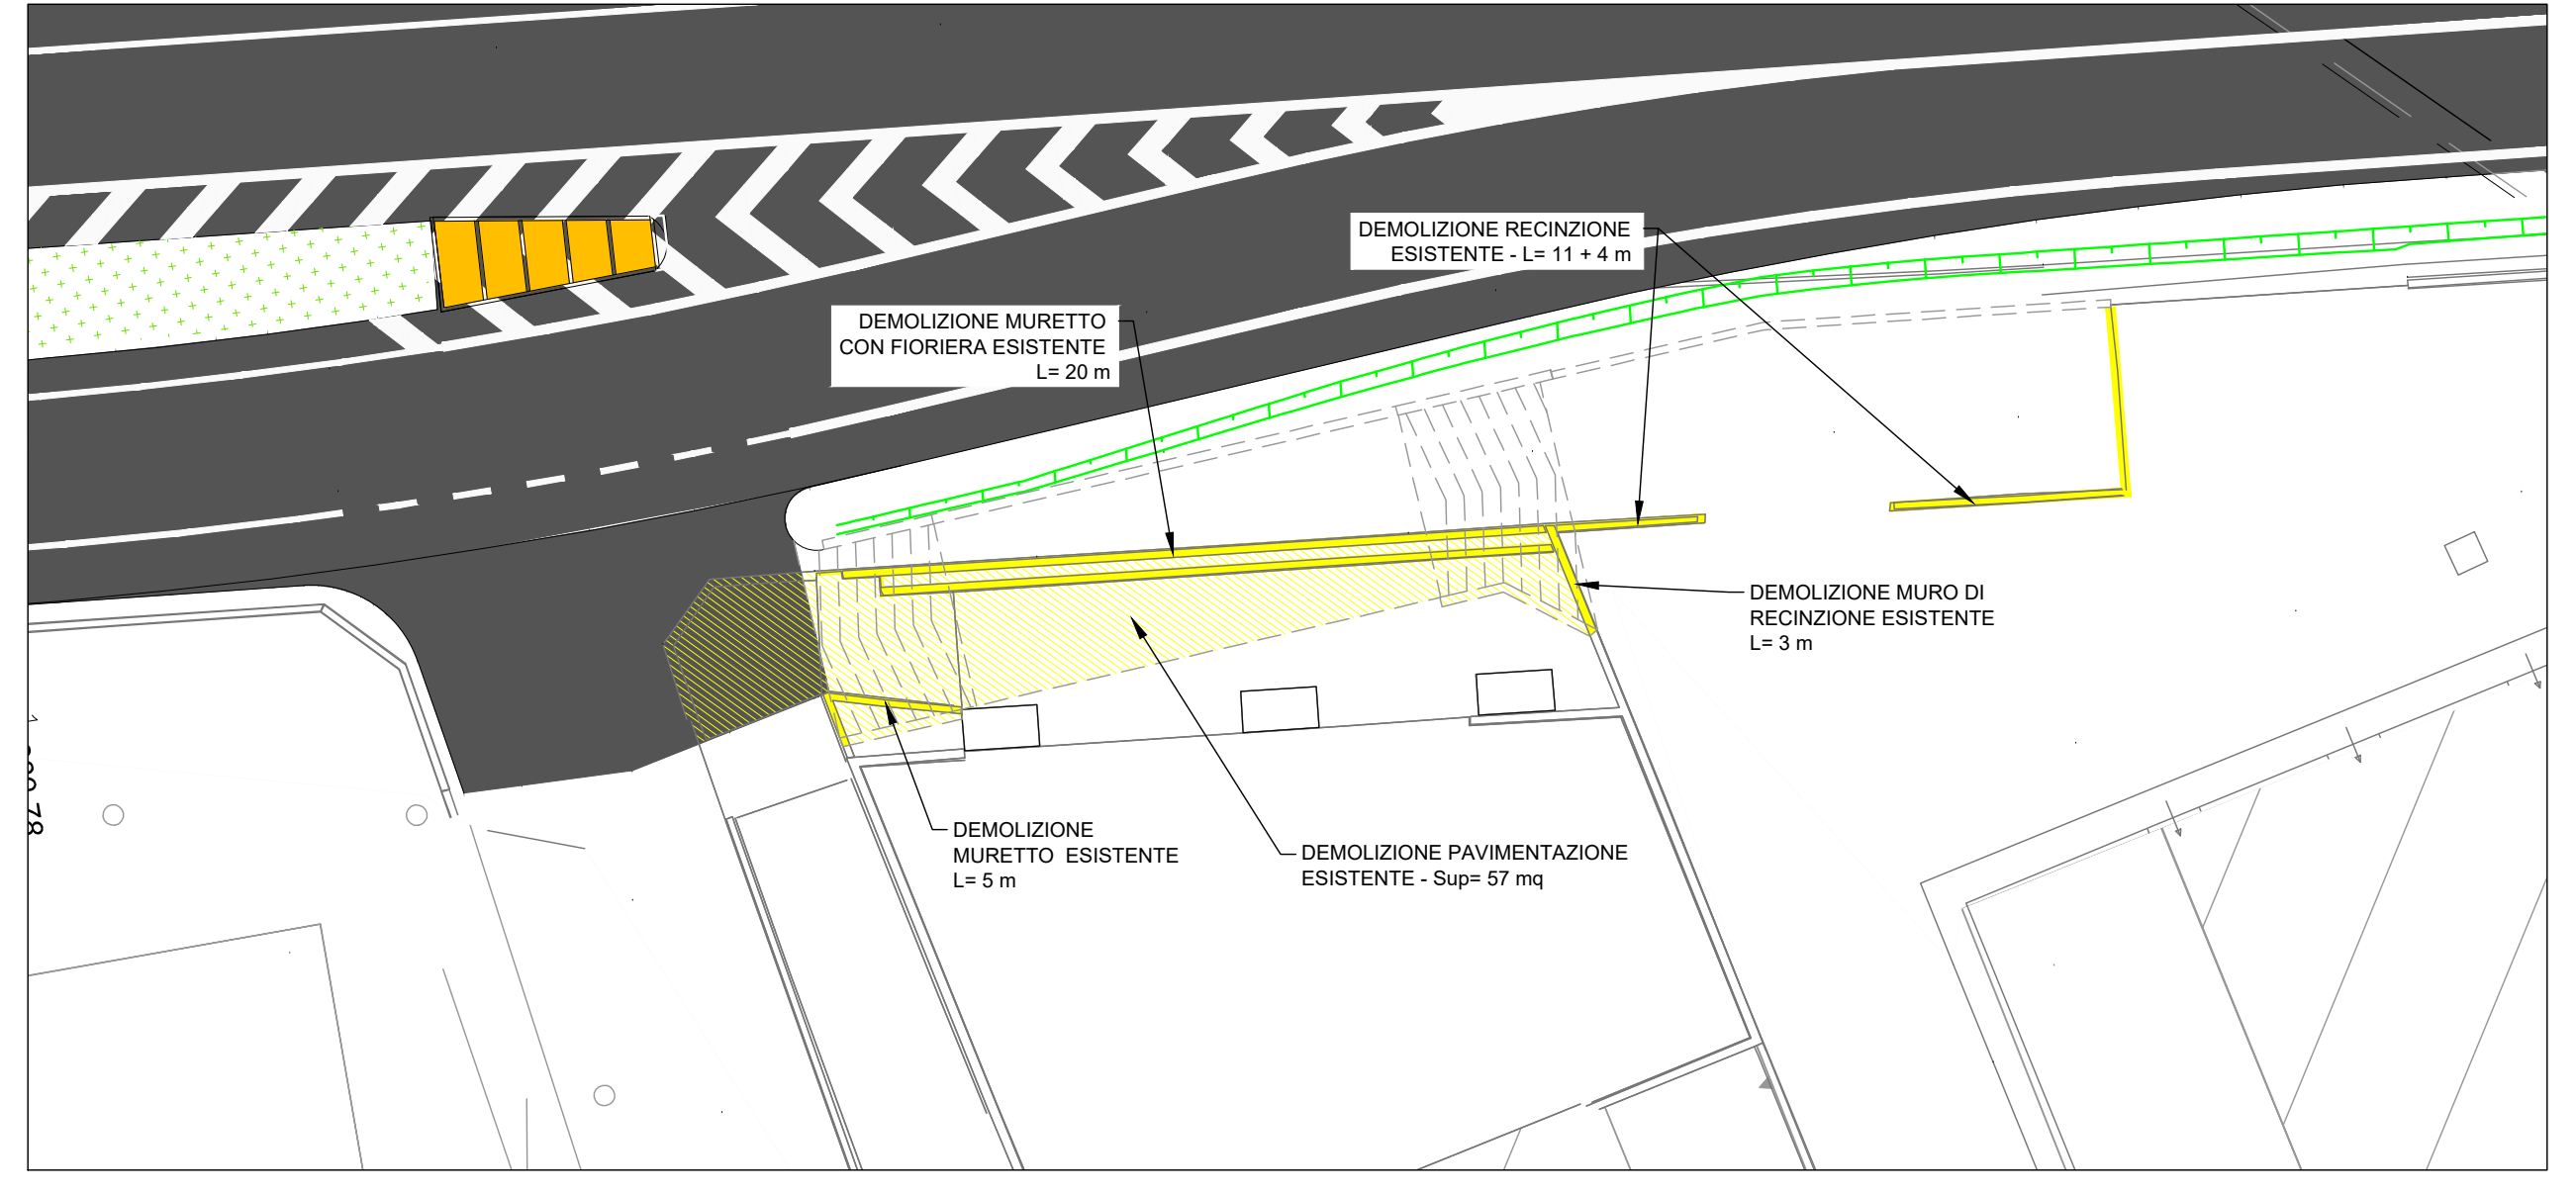 DEMOLIZIONE RECINZIONE
ESISTENTE - L= 11 + 4 m
DEMOLIZIONE MURETTO
CON FIORIERA ESISTENTE
L= 20 m
DEMOLIZIONE MURO DI
RECINZIONE ESISTENTE
L= 3 m
DEMOLIZIONE
MURETTO ESISTENTE
L= 5 m
DEMOLIZIONE PAVIMENTAZIONE
ESISTENTE - Sup= 57 mq